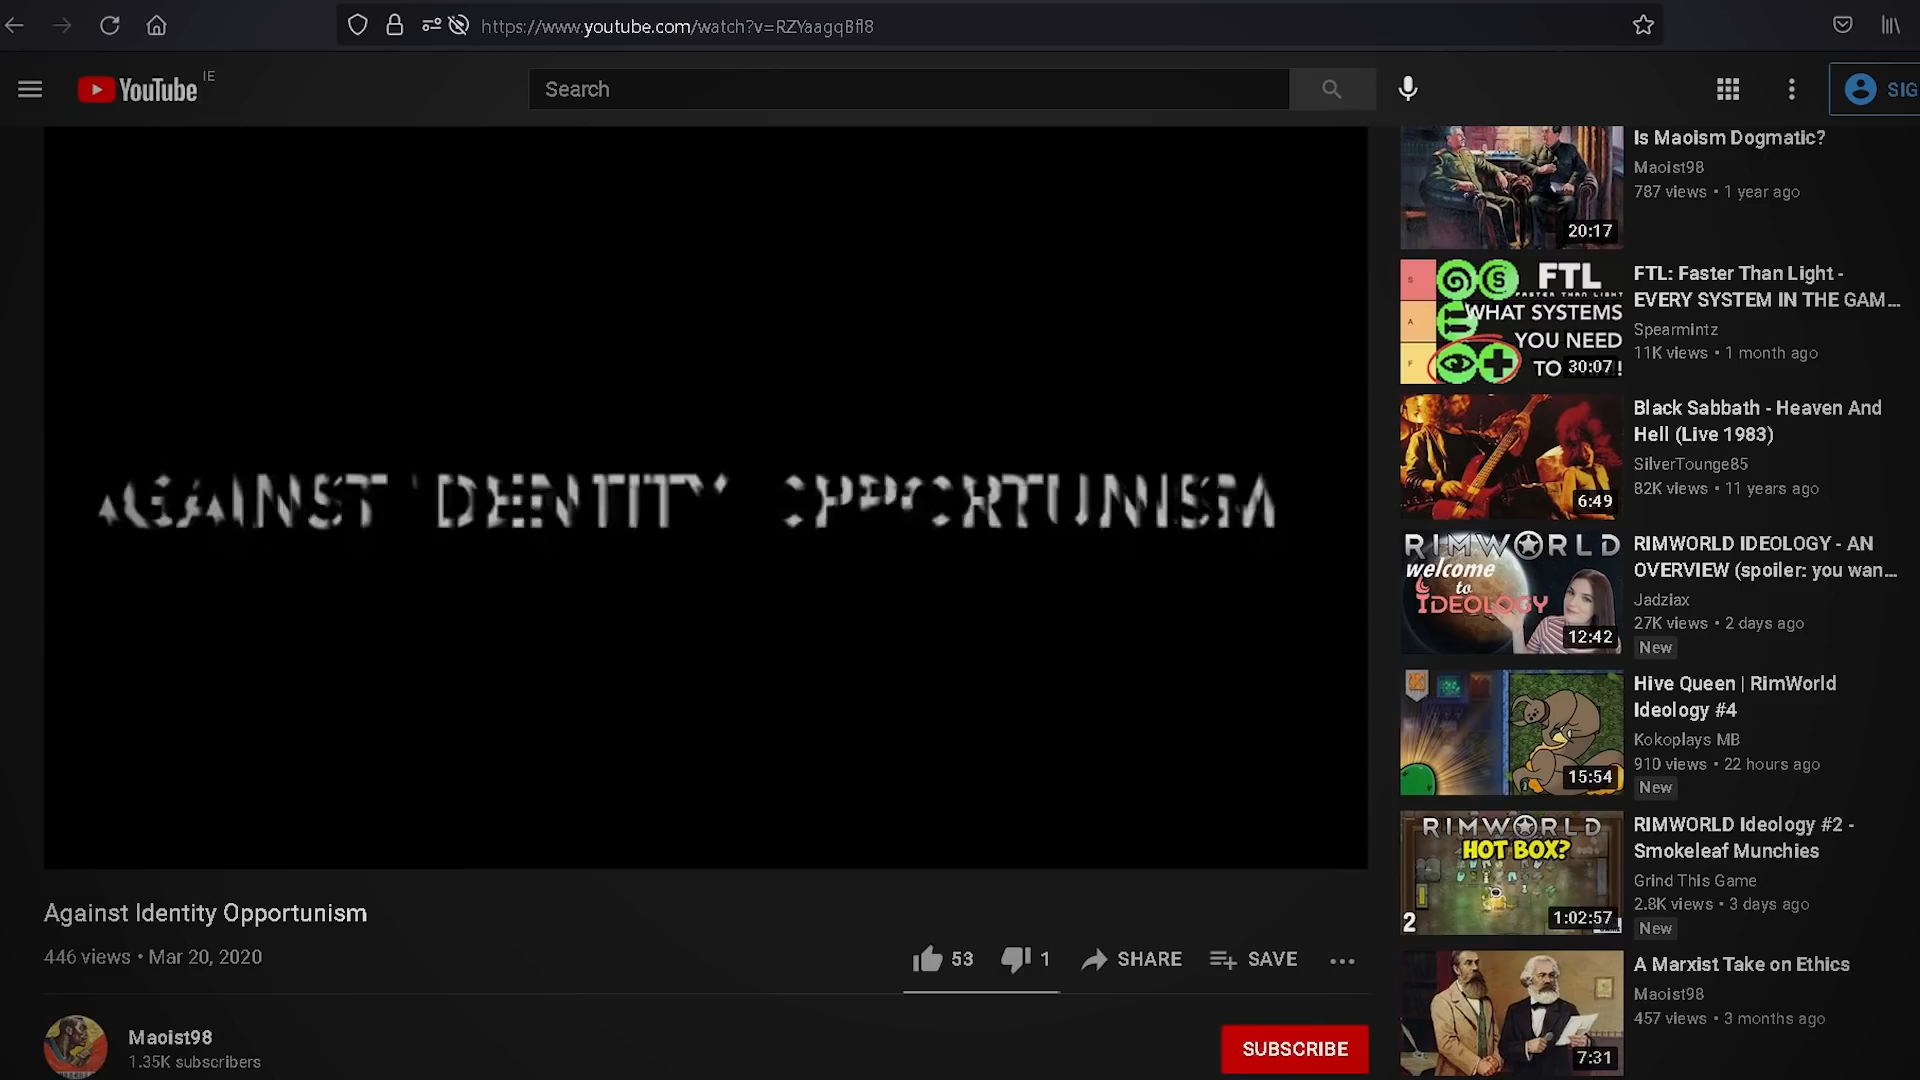 https://www.youtube.com/watch?v=RZYaagqBfl8
YouTube IE
Search
SIG
AGAINST IDENTITY OPPORTUNISM
Against Identity Opportunism
446 views • Mar 20, 2020
53
1
SHARE
SAVE
Maoist98
1.35K subscribers
SUBSCRIBE
20:17
Is Maoism Dogmatic?
Maoist98
787 views • 1 year ago
S
A
F
FTL
FASTER THAN LIGHT
WHAT SYSTEMS
YOU NEED
TO !
30:07
FTL: Faster Than Light -
EVERY SYSTEM IN THE GAM...
Spearmintz
11K views • 1 month ago
6:49
Black Sabbath - Heaven And
Hell (Live 1983)
SilverTounge85
82K views • 11 years ago
RIMWORLD
welcome
to
IDEOLOGY
12:42
RIMWORLD IDEOLOGY - AN
OVERVIEW (spoiler: you wan...
Jadziax
27K views • 2 days ago
New
15:54
Hive Queen | RimWorld
Ideology #4
Kokoplays MB
910 views • 22 hours ago
New
RIMWORLD
HOT BOX?
2
1:02:57
RIMWORLD Ideology #2 -
Smokeleaf Munchies
Grind This Game
2.8K views • 3 days ago
New
7:31
A Marxist Take on Ethics
Maoist98
457 views • 3 months ago